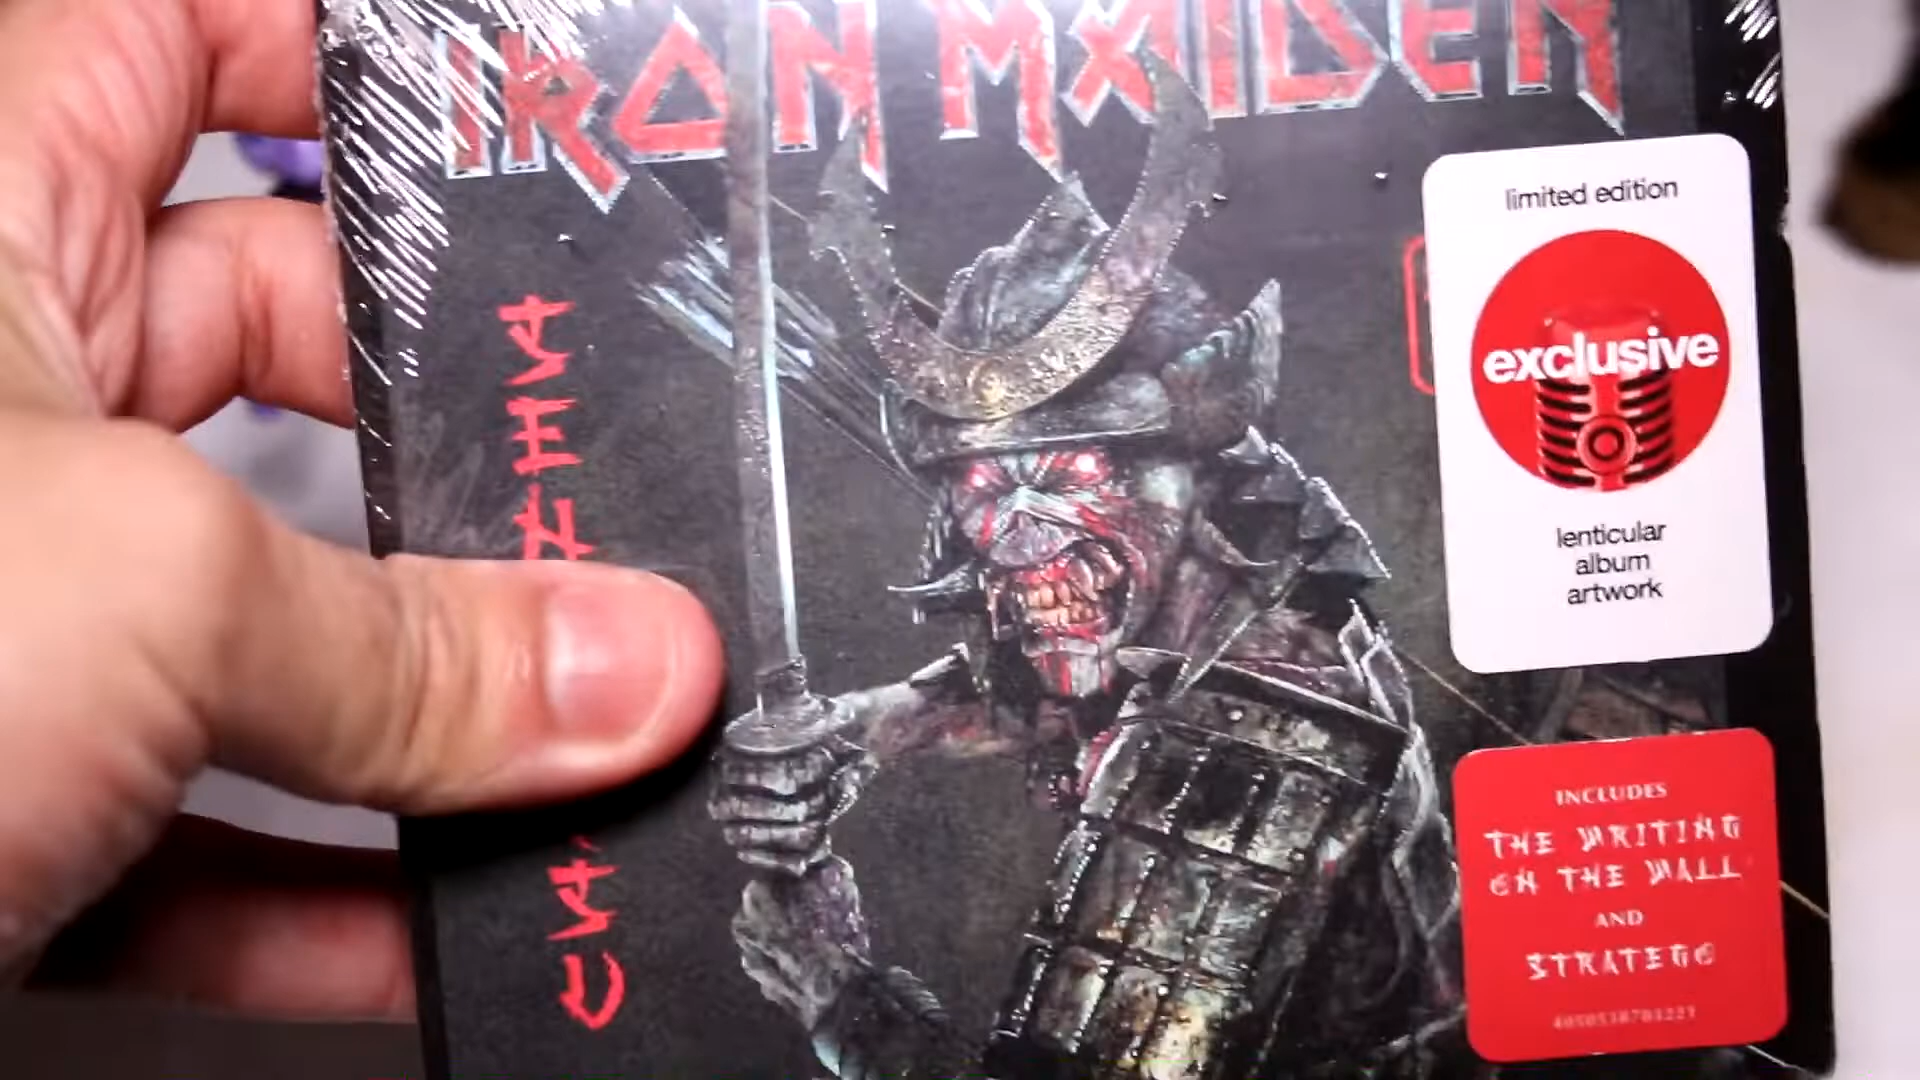 IRON MAIDEN
limited edition
exclusive
lenticular
album
artwork
INCLUDES
THE WRITING
ON THE WALL
AND
STRATEGO